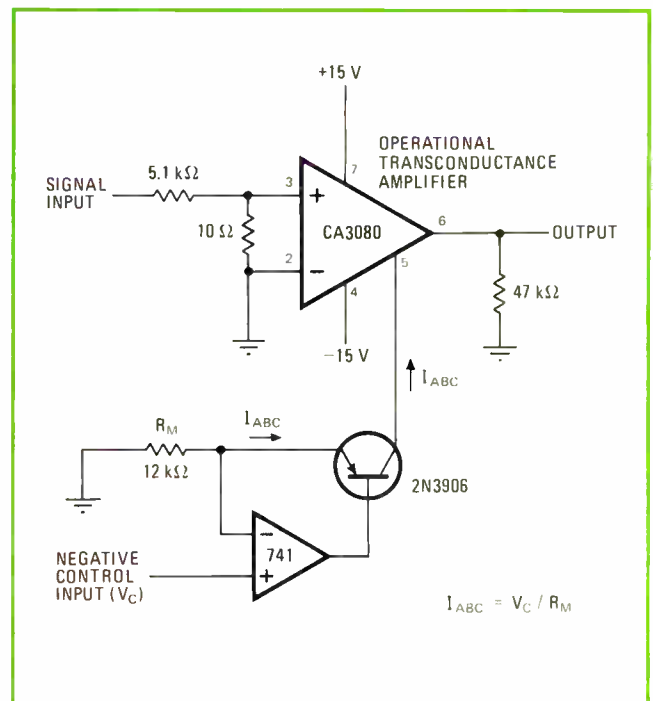 +15 V
OPERATIONAL
TRANSCONDUCTANCE
AMPLIFIER
7
5.1 kΩ
SIGNAL
INPUT
3
+
10 Ω
CA3080
6
OUTPUT
2
−
5
4
47 kΩ
−15 V
I_ABC
R_M
I_ABC
12 kΩ
2N3906
−
741
+
NEGATIVE
CONTROL
INPUT (V_C)
I_ABC = V_C / R_M